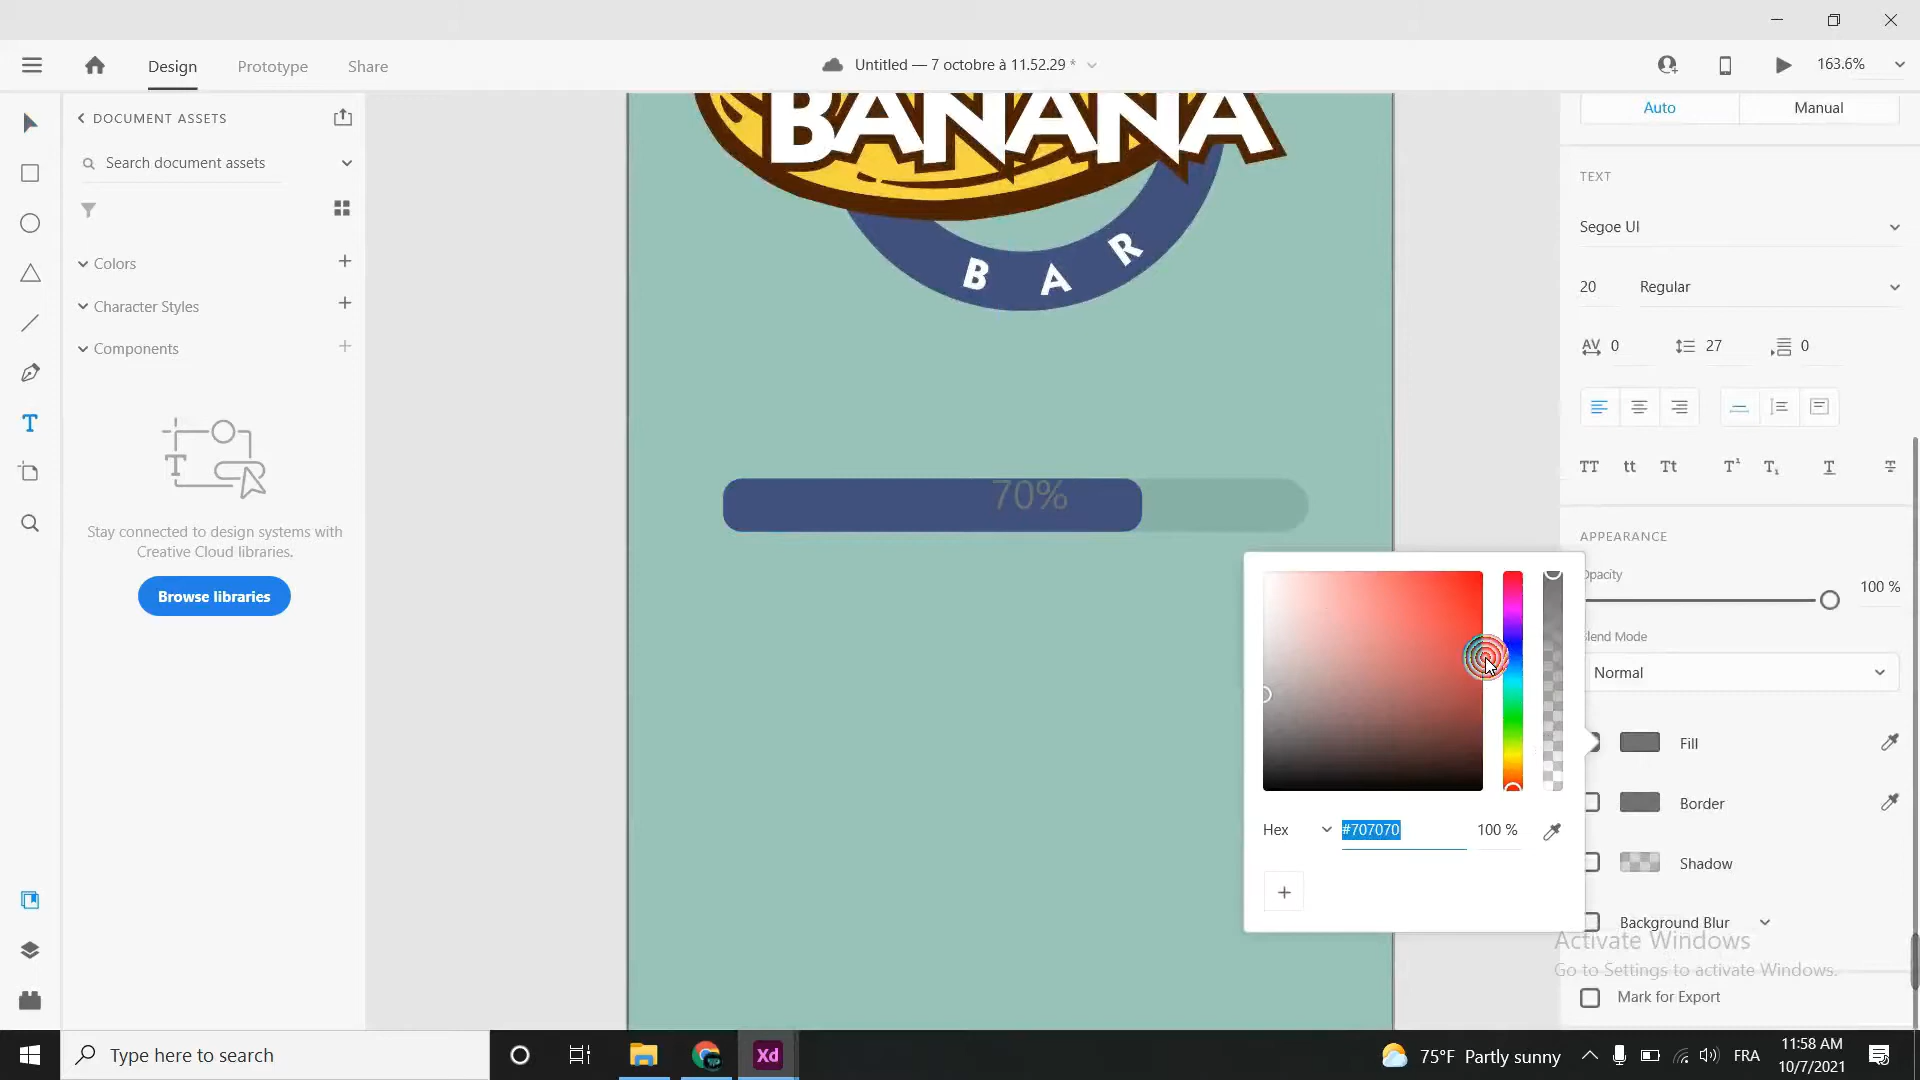 Design
Prototype
Share
Untitled — 7 octobre à 11.52.29 *
163.6%
DOCUMENT ASSETS
Search document assets
Colors
Character Styles
Components
Stay connected to design systems with
Creative Cloud libraries.
Browse libraries
BANANA
BAR
70%
Auto
Manual
TEXT
Segoe UI
20
Regular
0
27
0
APPEARANCE
Opacity
100 %
Blend Mode
Normal
Fill
Border
Shadow
Background Blur
Mark for Export
Hex
#707070
100 %
Activate Windows
Go to Settings to activate Windows.
Type here to search
Xd
75°F Partly sunny
FRA
11:58 AM
10/7/2021